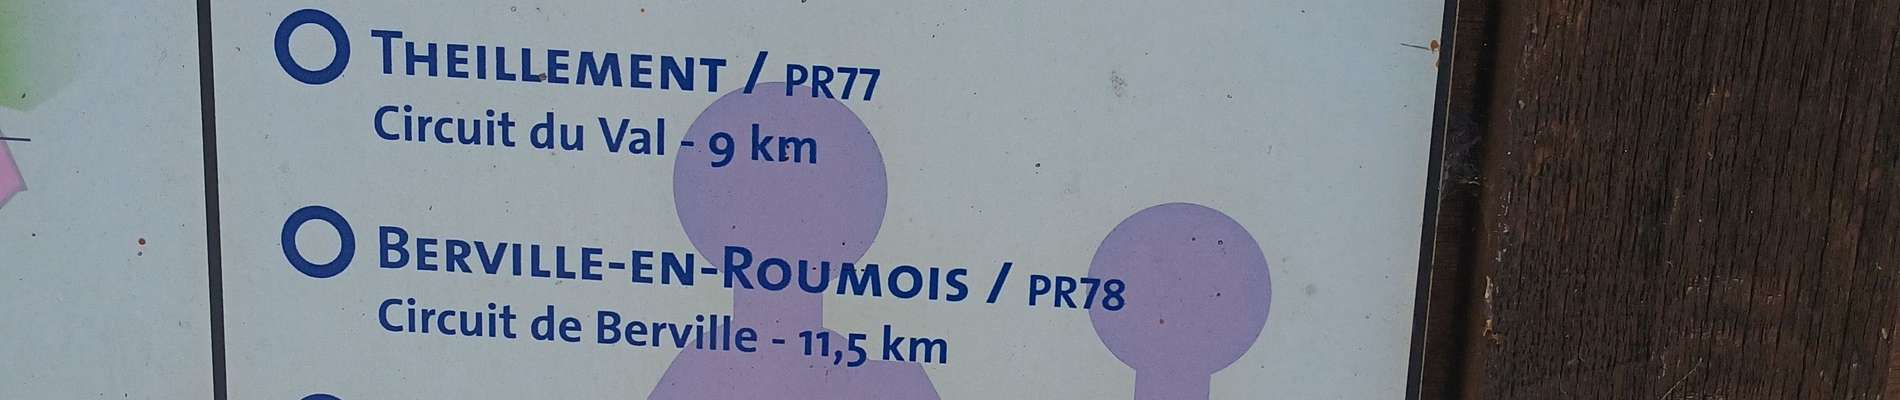 THEILLEMENT / PR77
Circuit du Val - 9 km
BERVILLE-EN-ROUMOIS / PR78
Circuit de Berville - 11,5 km